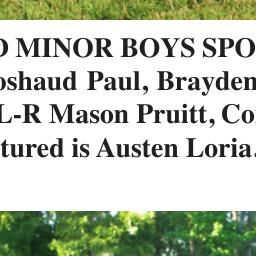 D MINOR BOYS SPO
oshaud Paul, Brayden
L-R Mason Pruitt, Co
tured is Austen Loria.